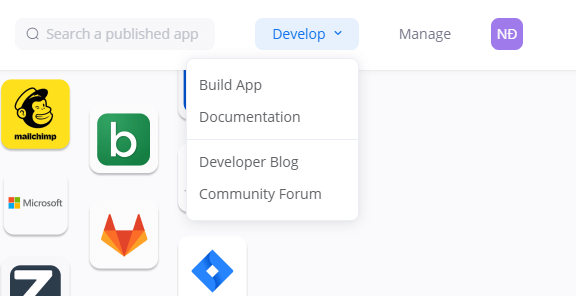 Search a published app
Develop
Manage
NĐ
Build App
Documentation
Developer Blog
Community Forum
mailchimp
b
Microsoft
Z